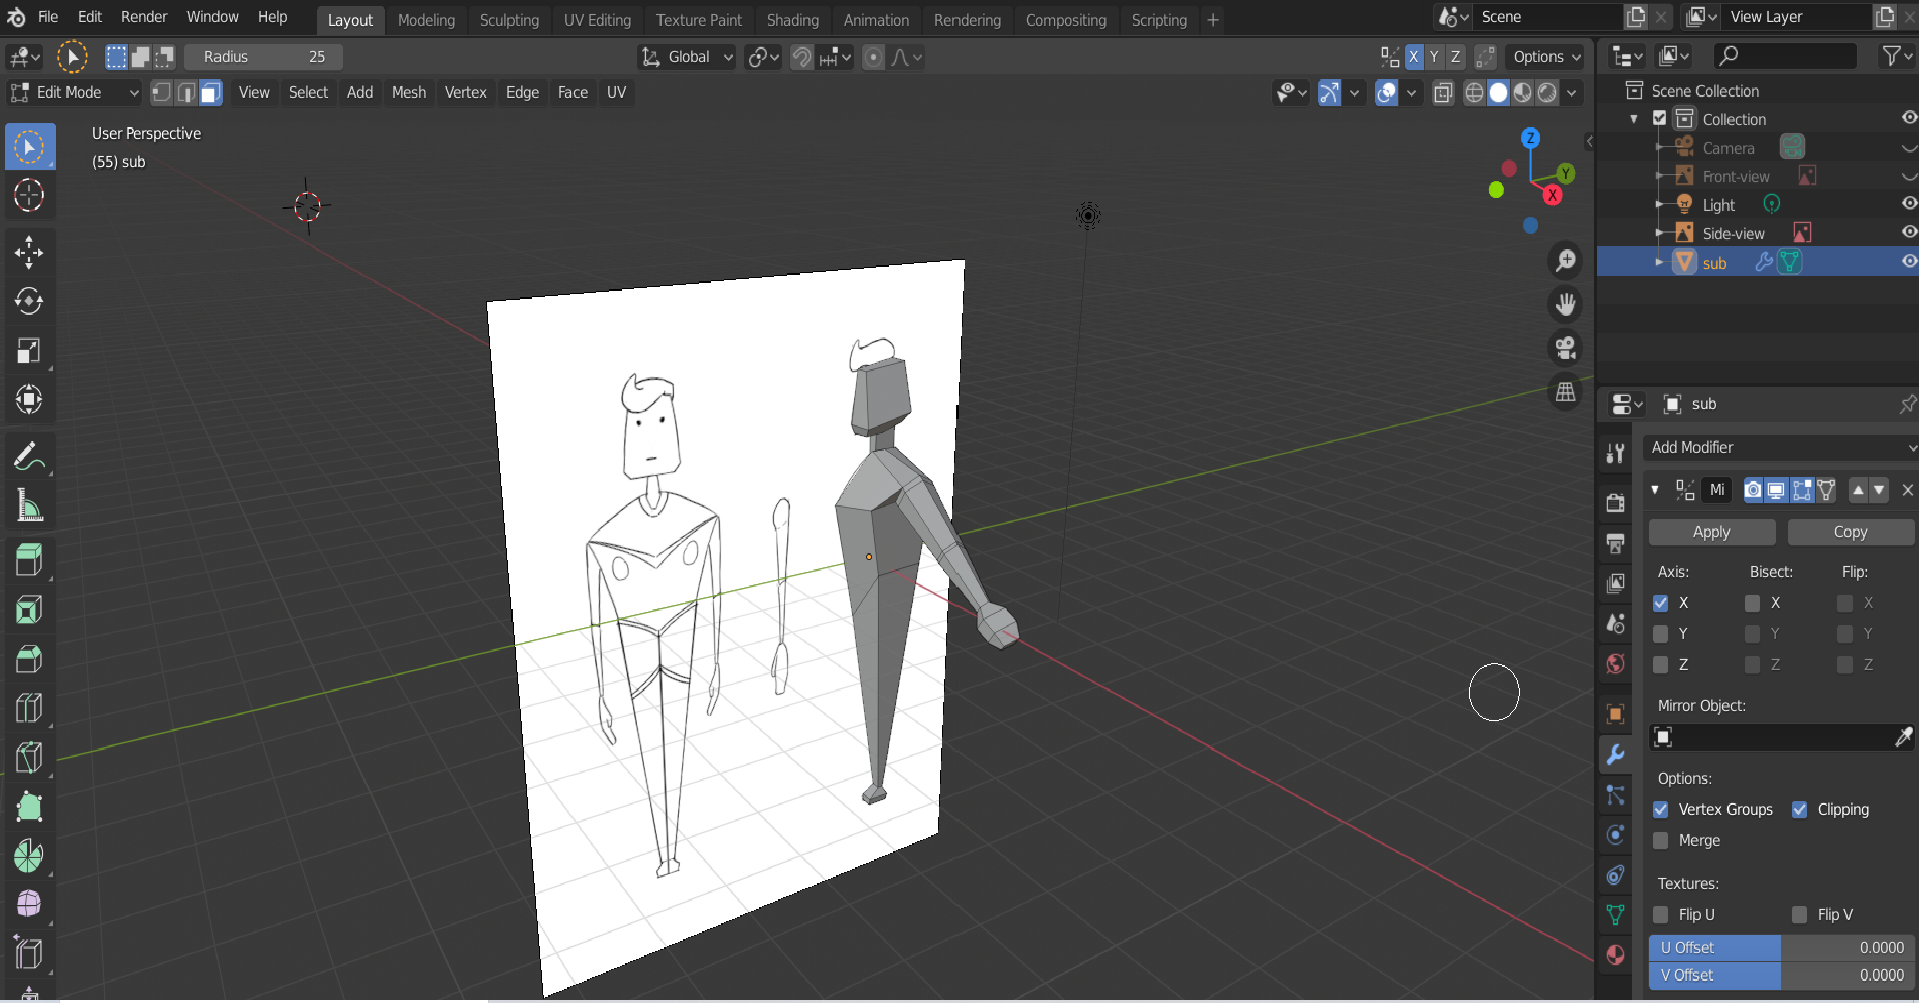 File Edit Render Window Help Layout Modeling Sculpting UV Editing Texture Paint Shading Animation Rendering Compositing Scripting + Scene View Layer
Radius 25 Global X Y Z Options
Edit Mode View Select Add Mesh Vertex Edge Face UV
User Perspective
(55) sub
Z
Y
X
Scene Collection
Collection
Camera
Front-view
Light
Side-view
sub
sub
Add Modifier
Mi
Apply Copy
Axis: Bisect: Flip:
X X X
Y Y Y
Z Z Z
Mirror Object:
Options:
Vertex Groups Clipping
Merge
Textures:
Flip U Flip V
U Offset 0.0000
V Offset 0.0000